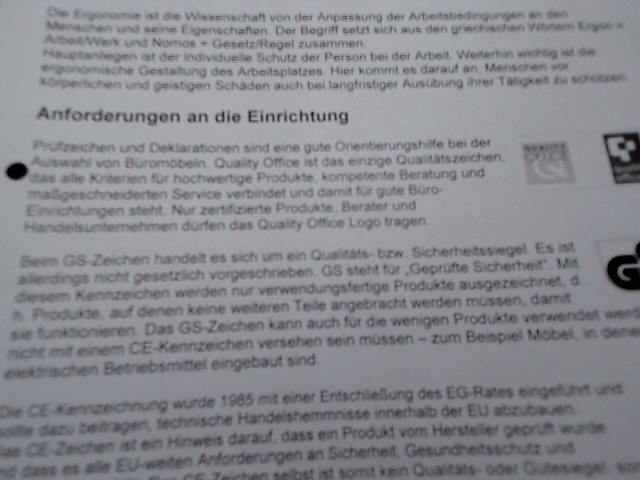 Die Ergonomie ist die Wissenschaft von der Anpassung der Arbeitsbedingungen an den
Menschen und seine Eigenschaften. Der Begriff setzt sich aus den griechischen Wörtern Ergon =
Arbeit/Werk und Nomos = Gesetz/Regel zusammen.
Hauptanliegen ist der individuelle Schutz der Person bei der Arbeit. Weiterhin wichtig ist die
ergonomische Gestaltung des Arbeitsplatzes. Hier kommt es darauf an, Menschen vor
körperlichen und geistigen Schäden auch bei langfristiger Ausübung ihrer Tätigkeit zu schützen.
Anforderungen an die Einrichtung
Prüfzeichen und Deklarationen sind eine gute Orientierungshilfe bei der
Auswahl von Büromöbeln. Quality Office ist das einzige Qualitätszeichen,
das alle Kriterien für hochwertige Produkte, kompetente Beratung und
maßgeschneiderten Service verbindet und damit für gute Büro-
Einrichtungen steht. Nur zertifizierte Produkte, Berater und
Handelsunternehmen dürfen das Quality Office Logo tragen.
QUALITY
OFFICE
Beim GS-Zeichen handelt es sich um ein Qualitäts- bzw. Sicherheitssiegel. Es ist
allerdings nicht gesetzlich vorgeschrieben. GS steht für „Geprüfte Sicherheit". Mit
diesem Kennzeichen werden nur verwendungsfertige Produkte ausgezeichnet, d.
h. Produkte, auf denen keine weiteren Teile angebracht werden müssen, damit
sie funktionieren. Das GS-Zeichen kann auch für die wenigen Produkte verwendet werd
nicht mit einem CE-Kennzeichen versehen sein müssen – zum Beispiel Möbel, in dene
elektrischen Betriebsmittel eingebaut sind.
Die CE-Kennzeichnung wurde 1985 mit einer Entschließung des EG-Rates eingeführt und
sollte dazu beitragen, technische Handelshemmnisse innerhalb der EU abzubauen.
Das CE-Zeichen ist ein Hinweis darauf, dass ein Produkt vom Hersteller geprüft wurde
nd dass es alle EU-weiten Anforderungen an Sicherheit, Gesundheitsschutz und
Das CE-Zeichen selbst ist somit kein Qualitäts- oder Gütesiegel, son